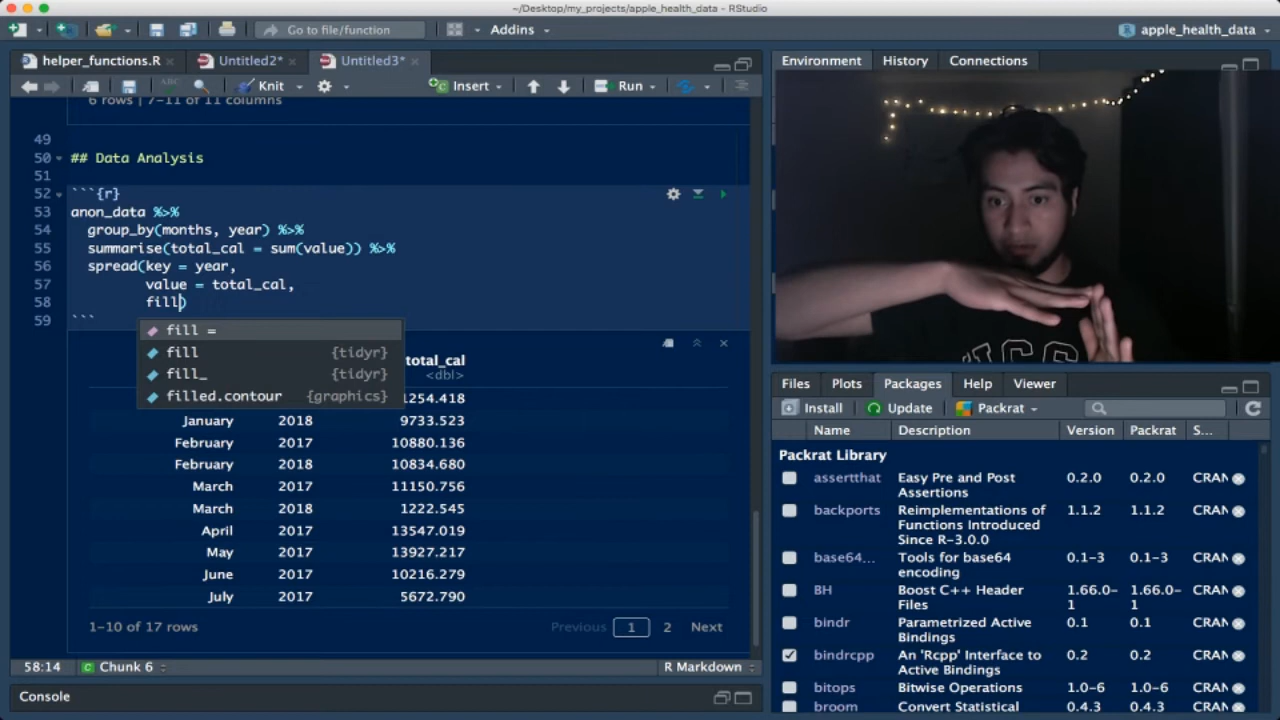 ~/Desktop/my_projects/apple_health_data - RStudio
Go to file/function
Addins
apple_health_data
helper_functions.R
Untitled2*
Untitled3*
ABC
Knit
Insert
Run
6 rows | 7-11 of 11 columns
49
50 ## Data Analysis
51
52 ```{r}
53 anon_data %>%
54 group_by(months, year) %>%
55 summarise(total_cal = sum(value)) %>%
56 spread(key = year,
57 value = total_cal,
58 fill)
59 ```
fill =
fill {tidyr}
fill_ {tidyr}
filled.contour {graphics}
total_cal
<dbl>
1254.418
January 2018 9733.523
February 2017 10880.136
February 2018 10834.680
March 2017 11150.756
March 2018 1222.545
April 2017 13547.019
May 2017 13927.217
June 2017 10216.279
July 2017 5672.790
1-10 of 17 rows
Previous 1 2 Next
58:14 Chunk 6 R Markdown
Console
Environment History Connections
Files Plots Packages Help Viewer
Install Update Packrat
Name Description Version Packrat S...
Packrat Library
assertthat Easy Pre and Post 0.2.0 0.2.0 CRAN
Assertions
backports Reimplementations of 1.1.2 1.1.2 CRAN
Functions Introduced
Since R-3.0.0
base64... Tools for base64 0.1-3 0.1-3 CRAN
encoding
BH Boost C++ Header 1.66.0- 1.66.0- CRAN
Files 1 1
bindr Parametrized Active 0.1 0.1 CRAN
Bindings
bindrcpp An 'Rcpp' Interface to 0.2 0.2 CRAN
Active Bindings
bitops Bitwise Operations 1.0-6 1.0-6 CRAN
broom Convert Statistical 0.4.3 0.4.3 CRAN